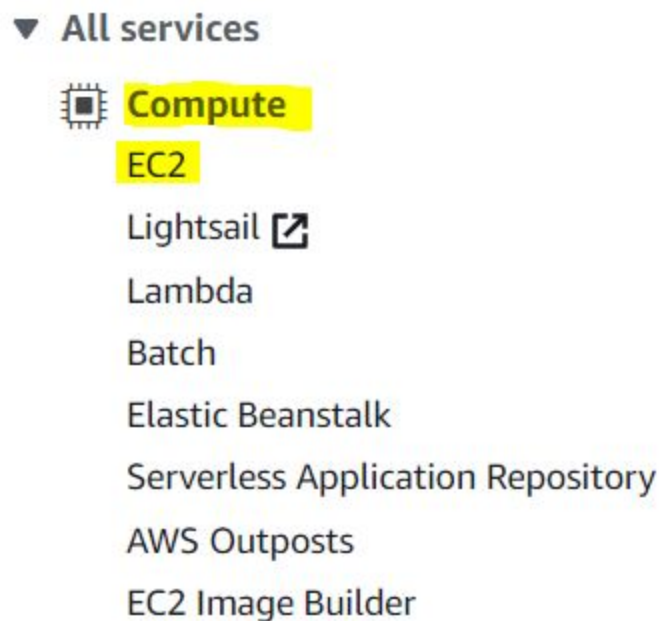 All services
Compute
EC2
Lightsail
Lambda
Batch
Elastic Beanstalk
Serverless Application Repository
AWS Outposts
EC2 Image Builder